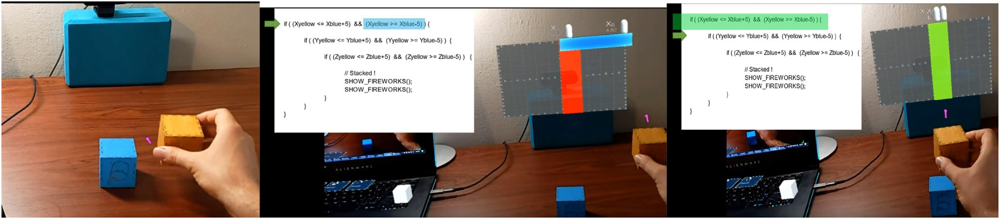 B
if ( (Xyellow <= Xblue+5) && (Xyellow >= Xblue-5) ) {
if ( (Yyellow <= Yblue+5) && (Yyellow >= Yblue-5) ) {
if ( (Zyellow <= Zblue+5) && (Zyellow >= Zblue-5) ) {
// Stacked !
SHOW_FIREWORKS();
SHOW_FIREWORKS();
}
}
}
XB
4.82
ALIENWARE
if ( (Xyellow <= Xblue+5) && (Xyellow >= Xblue-5) ) {
if ( (Yyellow <= Yblue+5) && (Yyellow >= Yblue-5) ) {
if ( (Zyellow <= Zblue+5) && (Zyellow >= Zblue-5) ) {
// Stacked !
SHOW_FIREWORKS();
SHOW_FIREWORKS();
}
}
}
ALIENWARE
B